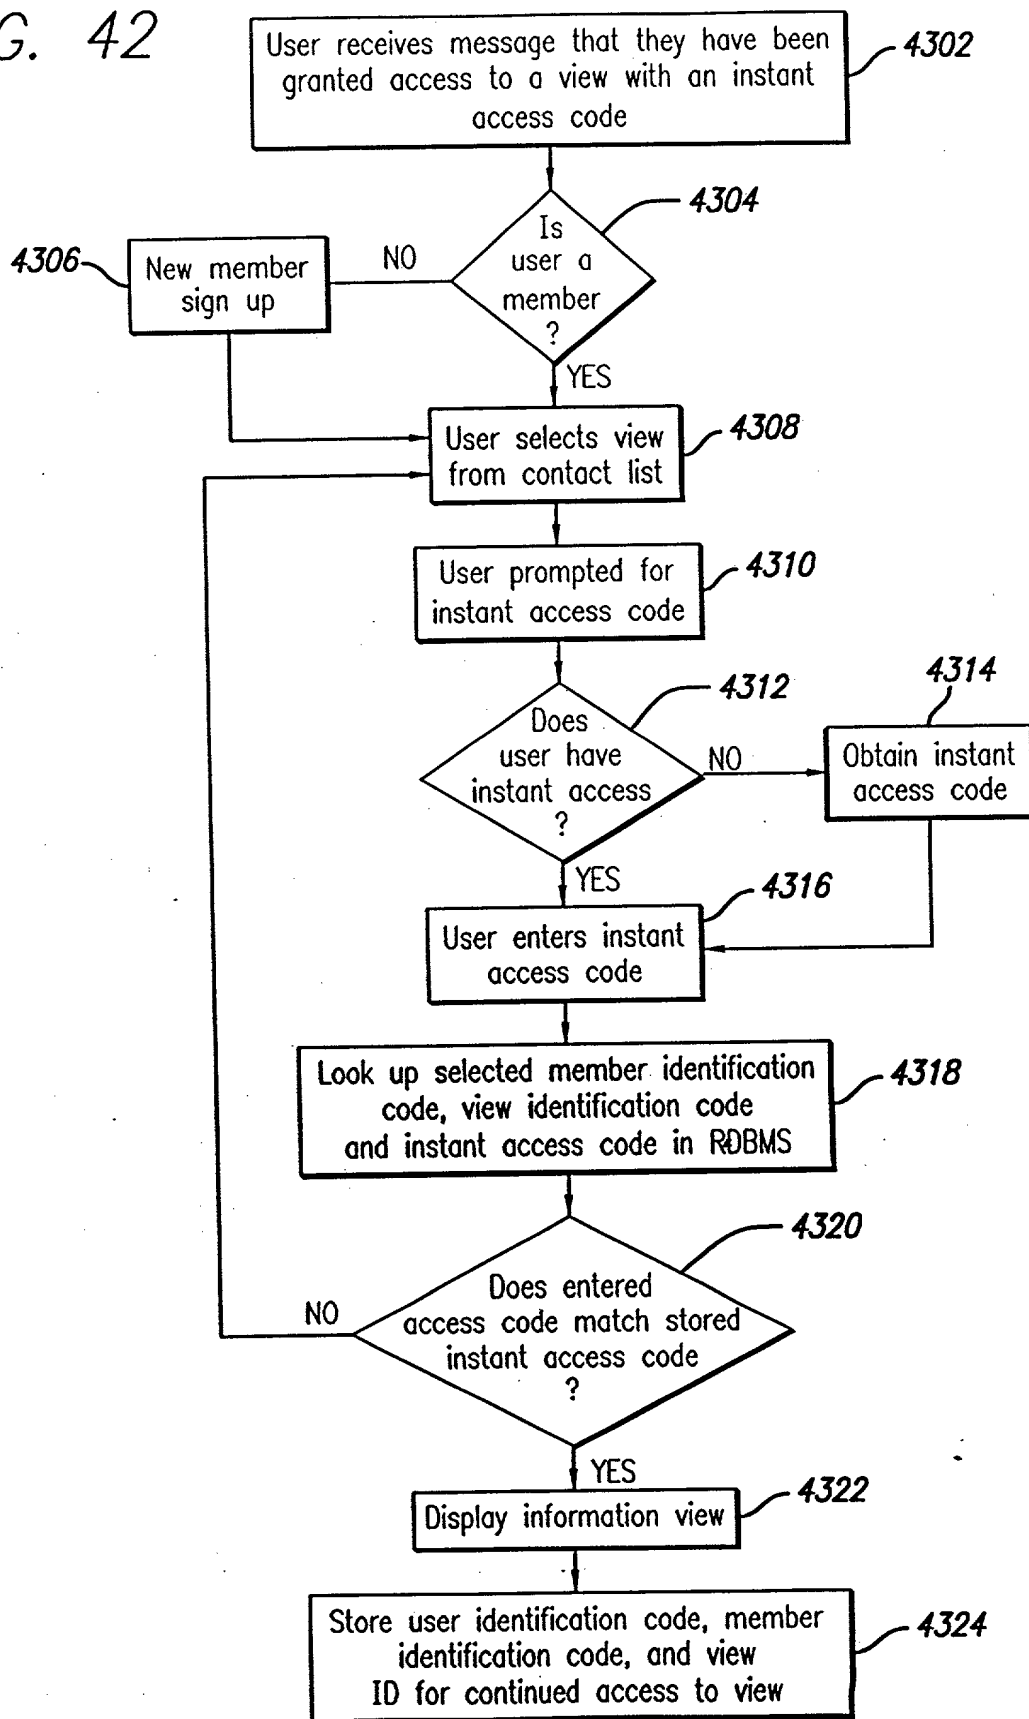 G. 42
User receives message that they have been
granted access to a view with an instant
access code
4302
Is
user a
member
?
4304
NO
4306
New member
sign up
YES
User selects view
from contact list
4308
User prompted for
instant access code
4310
Does
user have
instant access
?
4312
NO
4314
Obtain instant
access code
YES
User enters instant
access code
4316
Look up selected member identification
code, view identification code
and instant access code in RDBMS
4318
Does entered
access code match stored
instant access code
?
4320
NO
YES
Display information view
4322
Store user identification code, member
identification code, and view
ID for continued access to view
4324